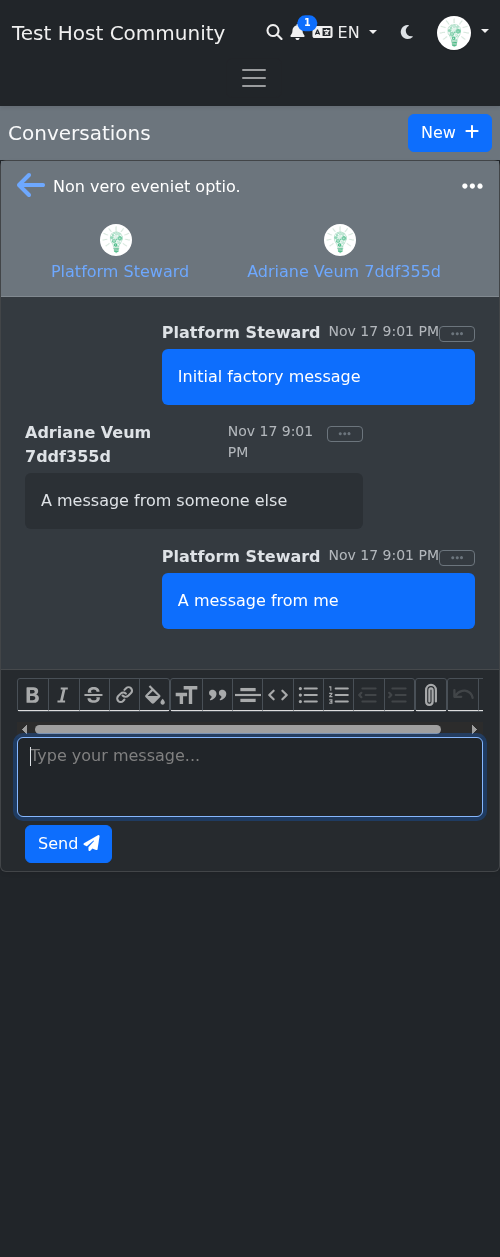 Test Host Community
1
EN
Conversations
New
Non vero eveniet optio.
Platform Steward
Adriane Veum 7ddf355d
Platform Steward Nov 17 9:01 PM
Initial factory message
Adriane Veum
7ddf355d
Nov 17 9:01
PM
A message from someone else
Platform Steward Nov 17 9:01 PM
A message from me
Type your message...
Send